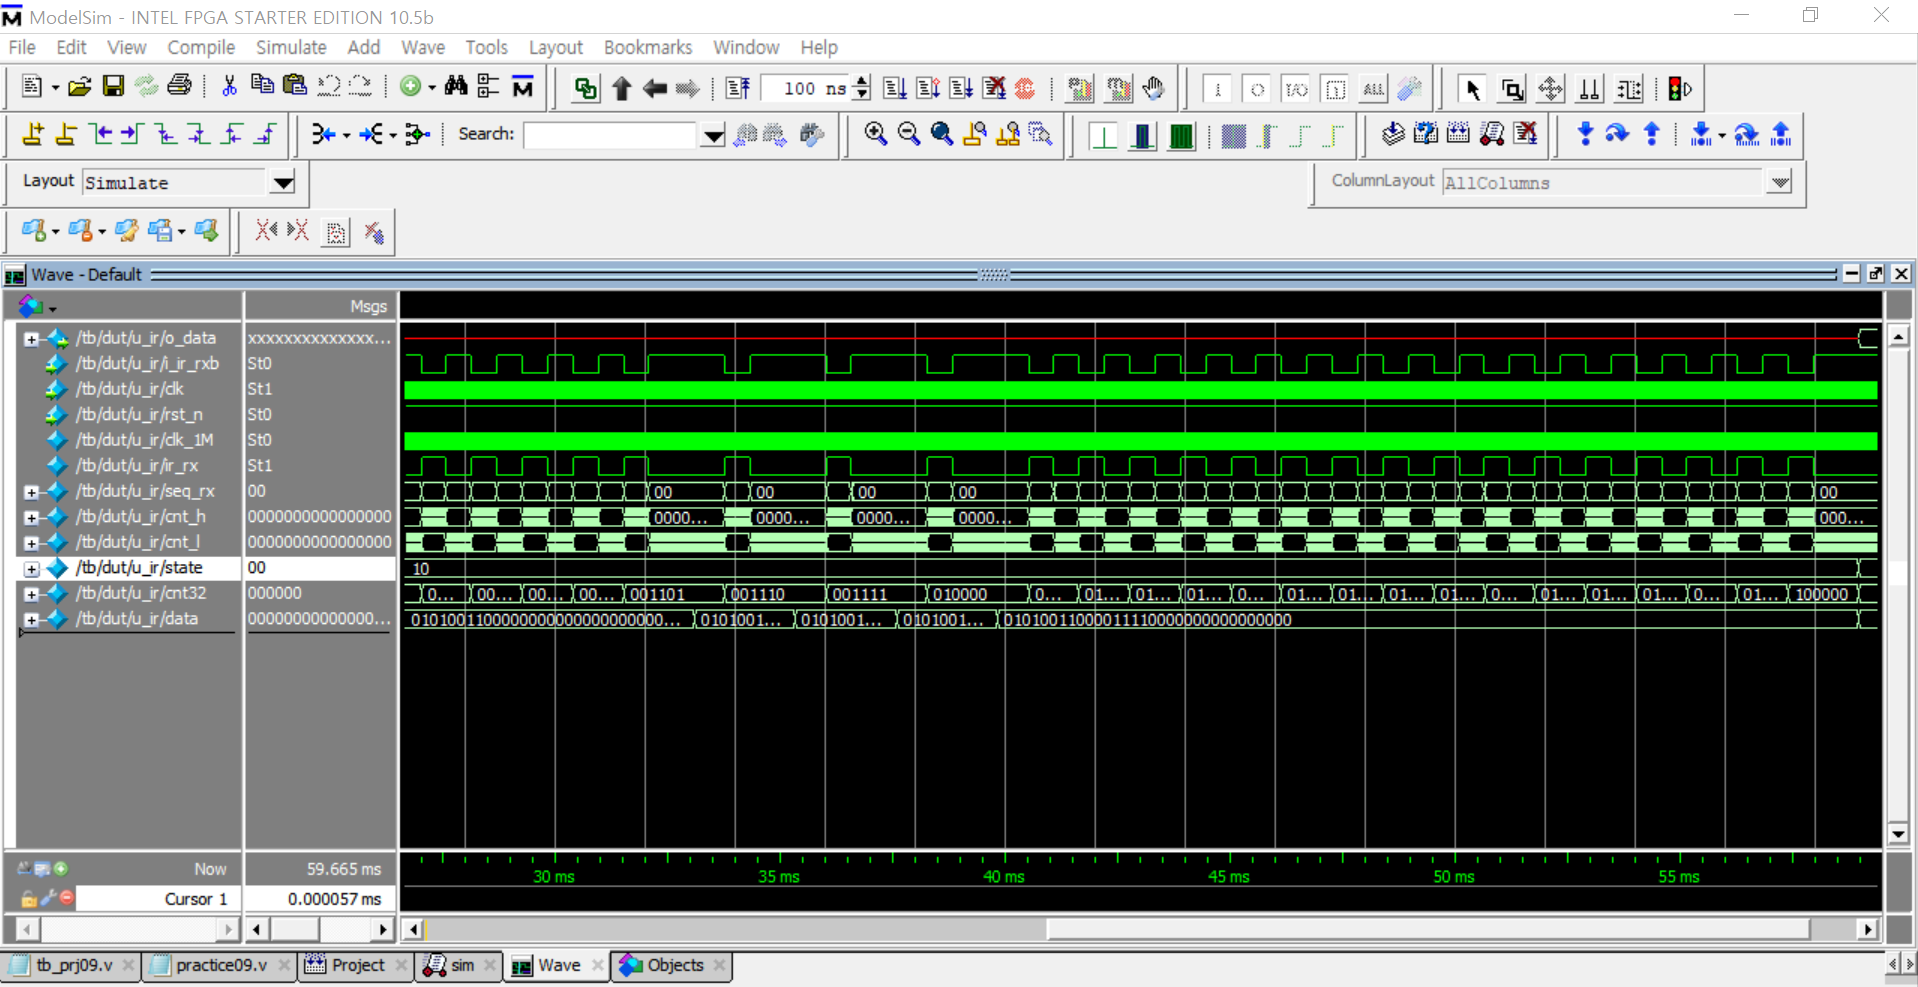 ModelSim - INTEL FPGA STARTER EDITION 10.5b
File Edit View Compile Simulate Add Wave Tools Layout Bookmarks Window Help
100 ns
Search:
Layout Simulate
ColumnLayout AllColumns
Wave - Default
Msgs
/tb/dut/u_ir/o_data xxxxxxxxxxxxxx...
/tb/dut/u_ir/i_ir_rxb St0
/tb/dut/u_ir/clk St1
/tb/dut/u_ir/rst_n St0
/tb/dut/u_ir/clk_1M St0
/tb/dut/u_ir/ir_rx St1
/tb/dut/u_ir/seq_rx 00 00 00 00 00 00
/tb/dut/u_ir/cnt_h 0000000000000000 0000... 0000... 0000... 0000... 000...
/tb/dut/u_ir/cnt_l 0000000000000000
/tb/dut/u_ir/state 00 10
/tb/dut/u_ir/cnt32 000000 0... 00... 00... 00... 001101 001110 001111 010000 0... 01... 01... 01... 0... 01... 01... 01... 01... 0... 01... 01... 01... 0... 01... 100000
/tb/dut/u_ir/data 00000000000000... 0101001100000000000000000000... 0101001... 0101001... 0101001... 01010011000011110000000000000000
Now 59.665 ms
30 ms 35 ms 40 ms 45 ms 50 ms 55 ms
Cursor 1 0.000057 ms
tb_prj09.v practice09.v Project sim Wave Objects